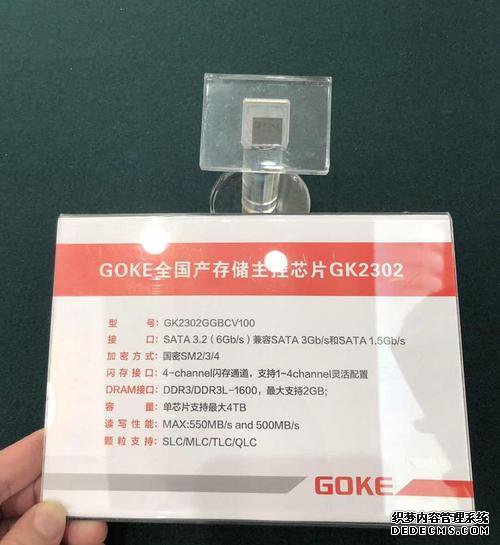 GOKE全国产存储主控芯片GK2302
型 号: GK2302GGBCV100
接 口: SATA 3.2（6Gb/s）兼容SATA 3Gb/s和SATA 1.5Gb/s
加密方式: 国密SM2/3/4
闪存接口: 4-channel闪存通道，支持1~4channel灵活配置
DRAM接口: DDR3/DDR3L-1600，最大支持2GB;
容 量: 单芯片支持最大4TB
读写性能: MAX:550MB/s and 500MB/s
颗粒支持: SLC/MLC/TLC/QLC
GOKE
织梦内容管理系统
DEDECMS.COM